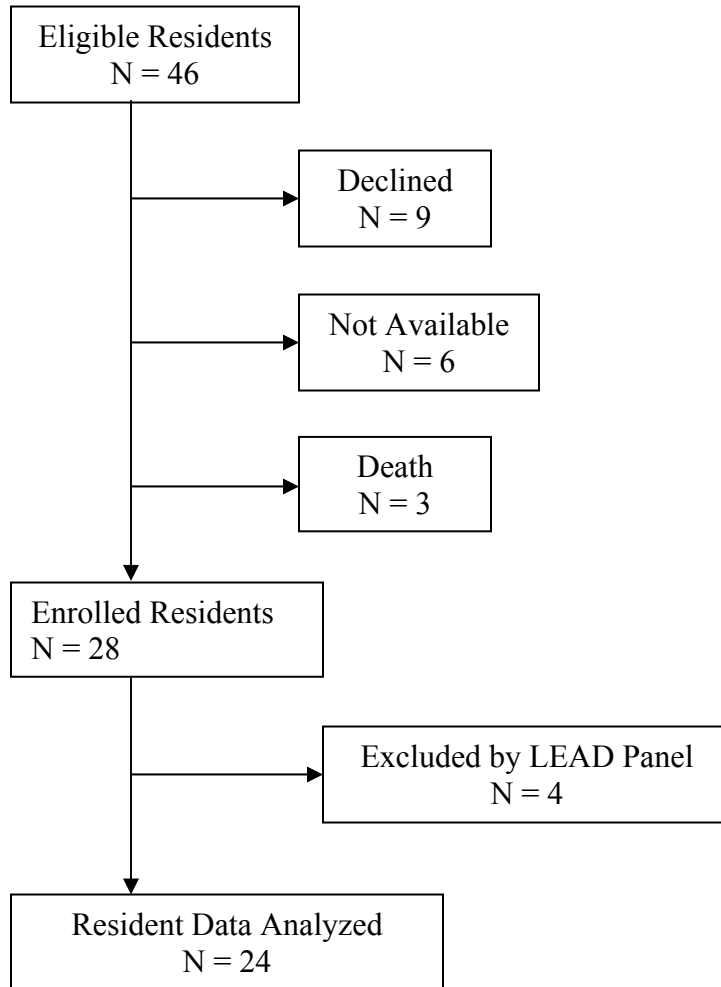 Eligible Residents
N = 46
Declined
N = 9
Not Available
N = 6
Death
N = 3
Enrolled Residents
N = 28
Excluded by LEAD Panel
N = 4
Resident Data Analyzed
N = 24